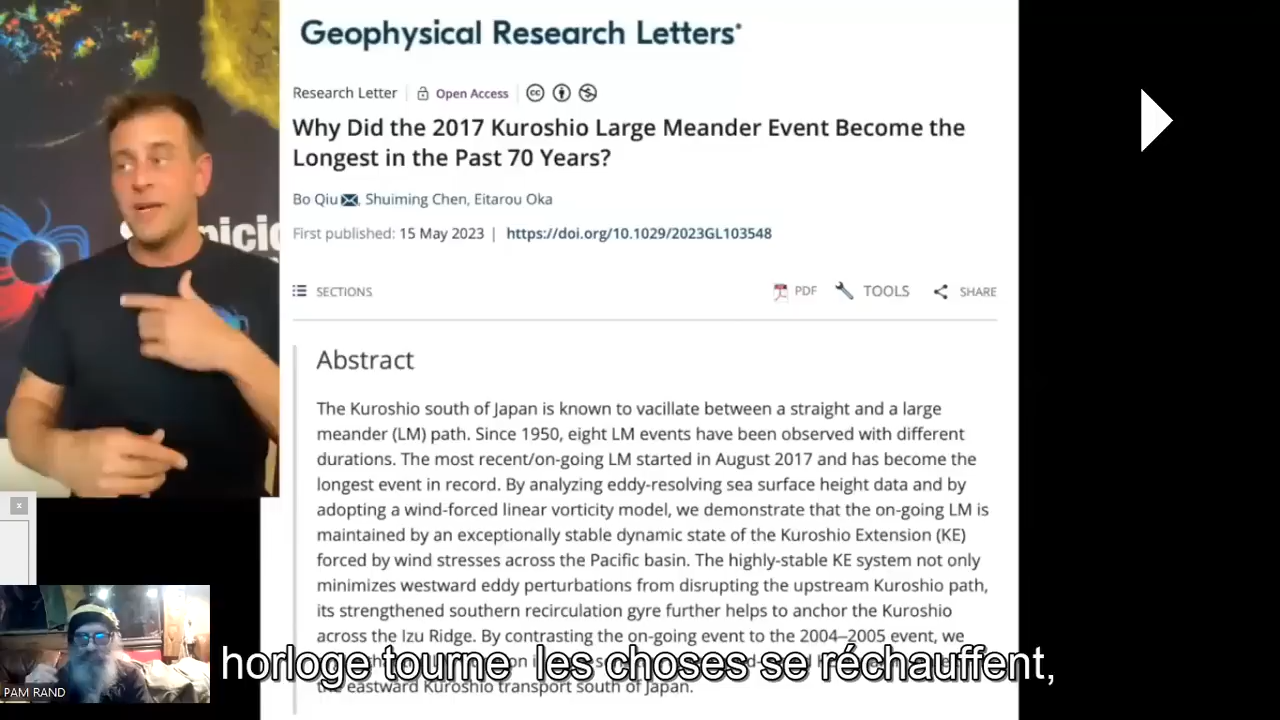 Geophysical Research Letters*
Research Letter | Open Access
Why Did the 2017 Kuroshio Large Meander Event Become the
Longest in the Past 70 Years?
Bo Qiu, Shuiming Chen, Eitarou Oka
First published: 15 May 2023 | https://doi.org/10.1029/2023GL103548
SECTIONS PDF TOOLS SHARE
Abstract
The Kuroshio south of Japan is known to vacillate between a straight and a large
meander (LM) path. Since 1950, eight LM events have been observed with different
durations. The most recent/on-going LM started in August 2017 and has become the
longest event in record. By analyzing eddy-resolving sea surface height data and by
adopting a wind-forced linear vorticity model, we demonstrate that the on-going LM is
maintained by an exceptionally stable dynamic state of the Kuroshio Extension (KE)
forced by wind stresses across the Pacific basin. The highly-stable KE system not only
minimizes westward eddy perturbations from disrupting the upstream Kuroshio path,
its strengthened southern recirculation gyre further helps to anchor the Kuroshio
across the Izu Ridge. By contrasting the on-going event to the 2004–2005 event, we
the eastward Kuroshio transport south of Japan.
horloge tourne les choses se réchauffent,
PAM RAND